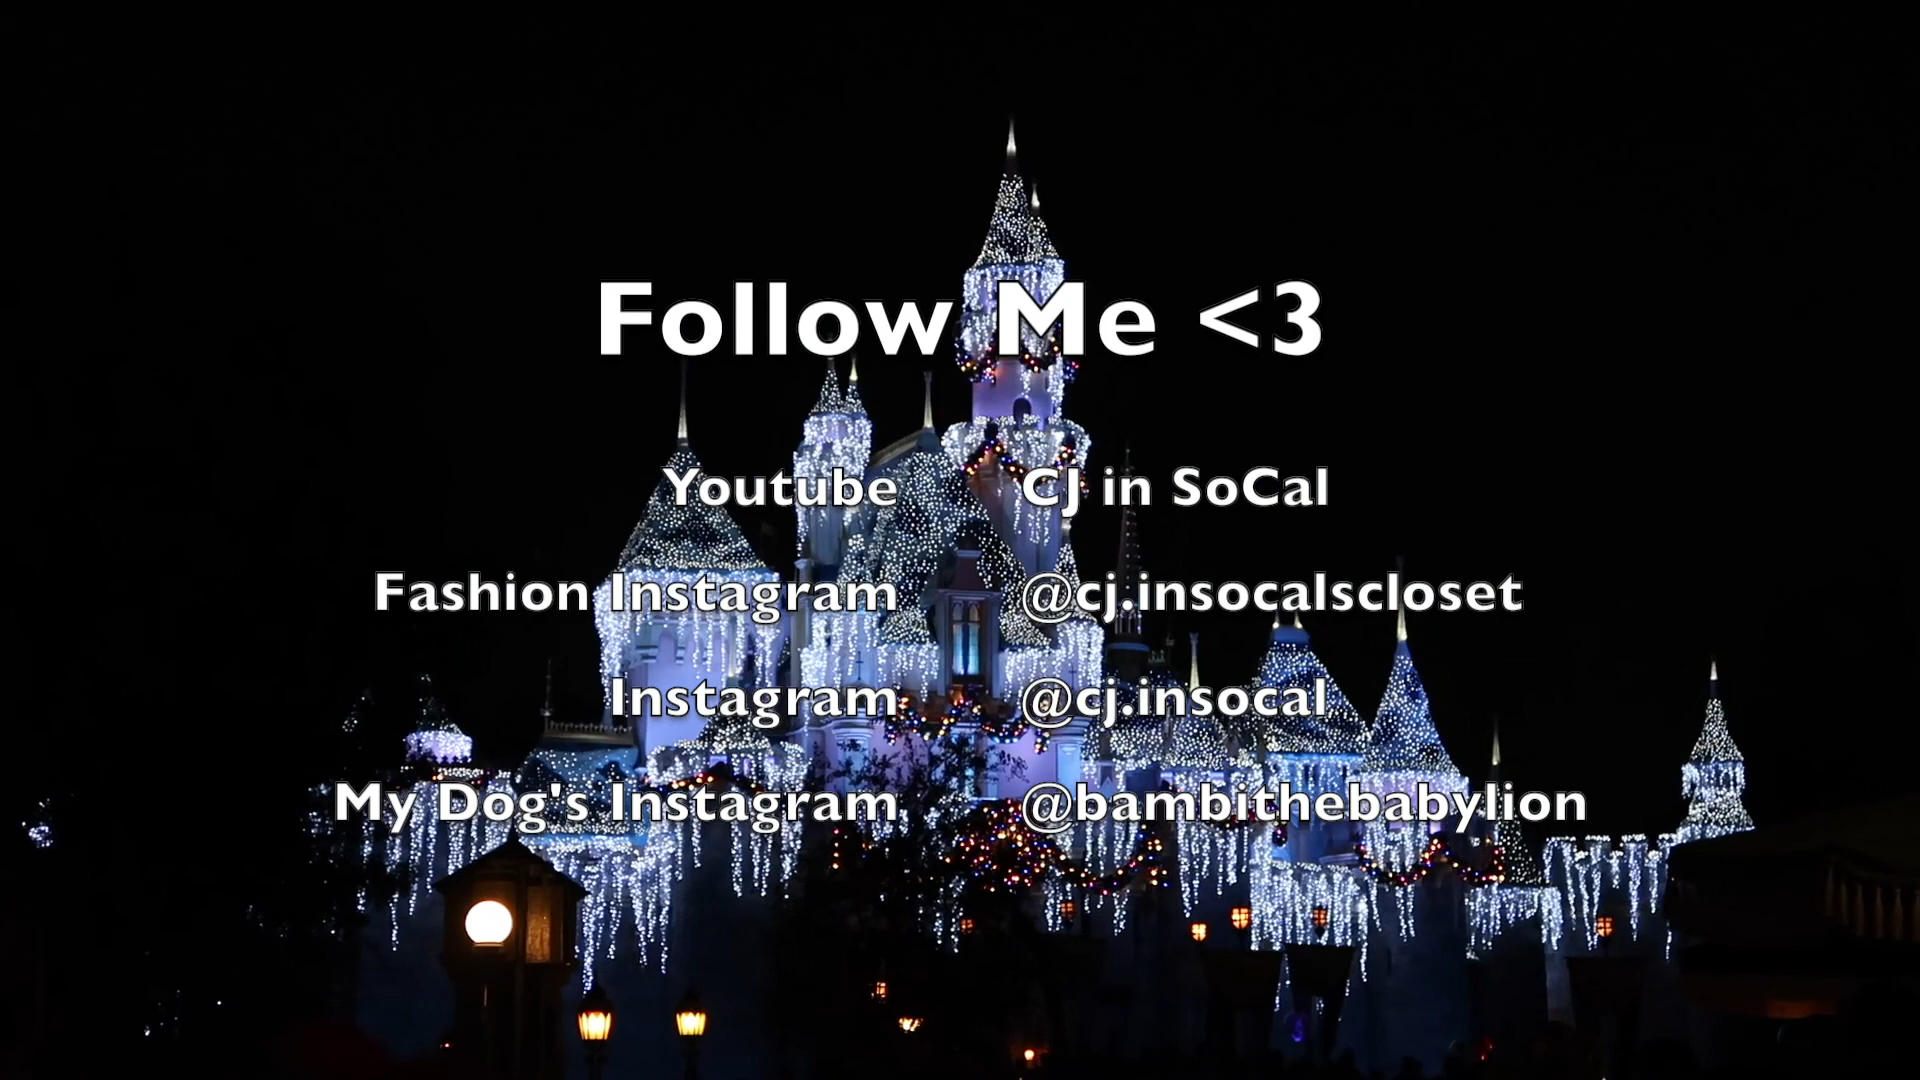 Follow Me <3
Youtube CJ in SoCal
Fashion Instagram @cj.insocalscloset
Instagram @cj.insocal
My Dog's Instagram @bambithebabylion